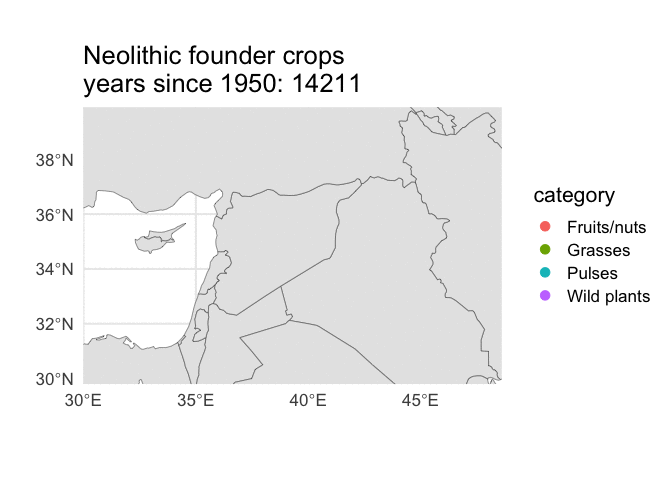 Neolithic founder crops
years since 1950: 14211
38°N
36°N
34°N
32°N
30°N
30°E
35°E
40°E
45°E
category
Fruits/nuts
Grasses
Pulses
Wild plants